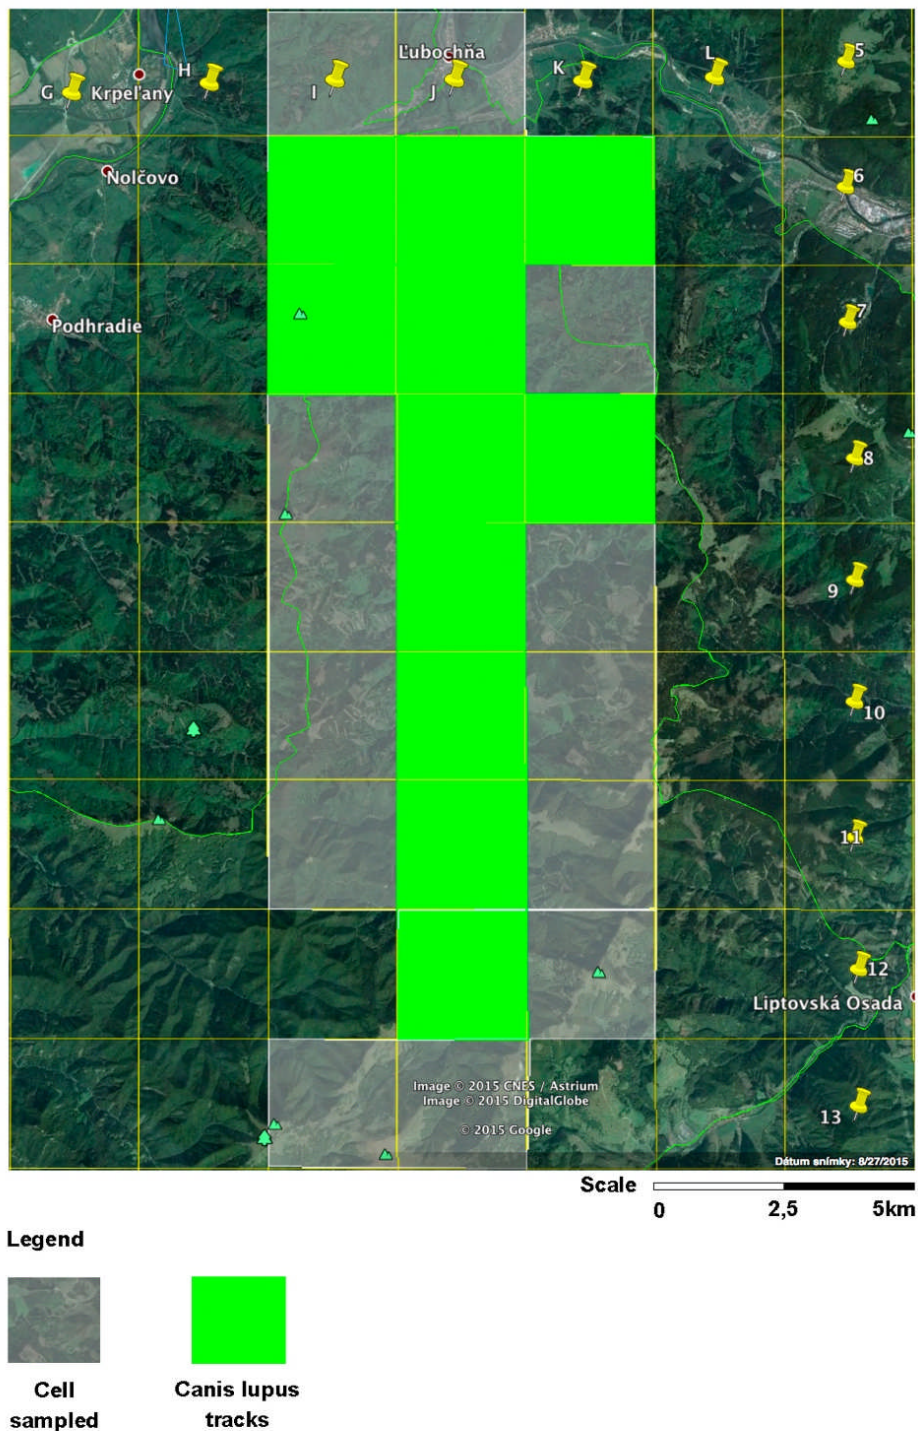 Ľubochňa
5
L
K
H
G
Krpeľany
I
J
6
Nolčovo
7
Podhradie
8
9
10
11
12
Liptovská Osada
Image © 2015 CNES / Astrium
Image © 2015 DigitalGlobe
13
© 2015 Google
Dátum snímky: 8/27/2015
Scale
0 2,5 5km
Legend
Cell
sampled
Canis lupus
tracks